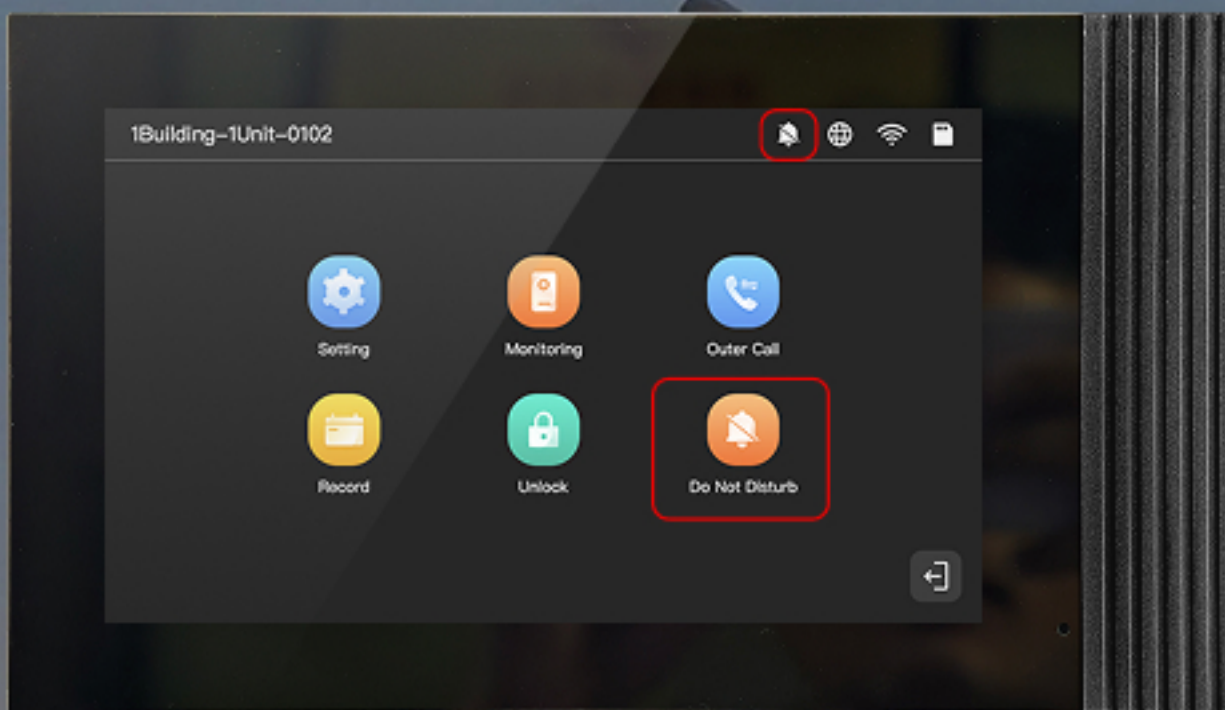 1Building-1Unit-0102
Setting
Monitoring
Outer Call
Record
Unlock
Do Not Disturb